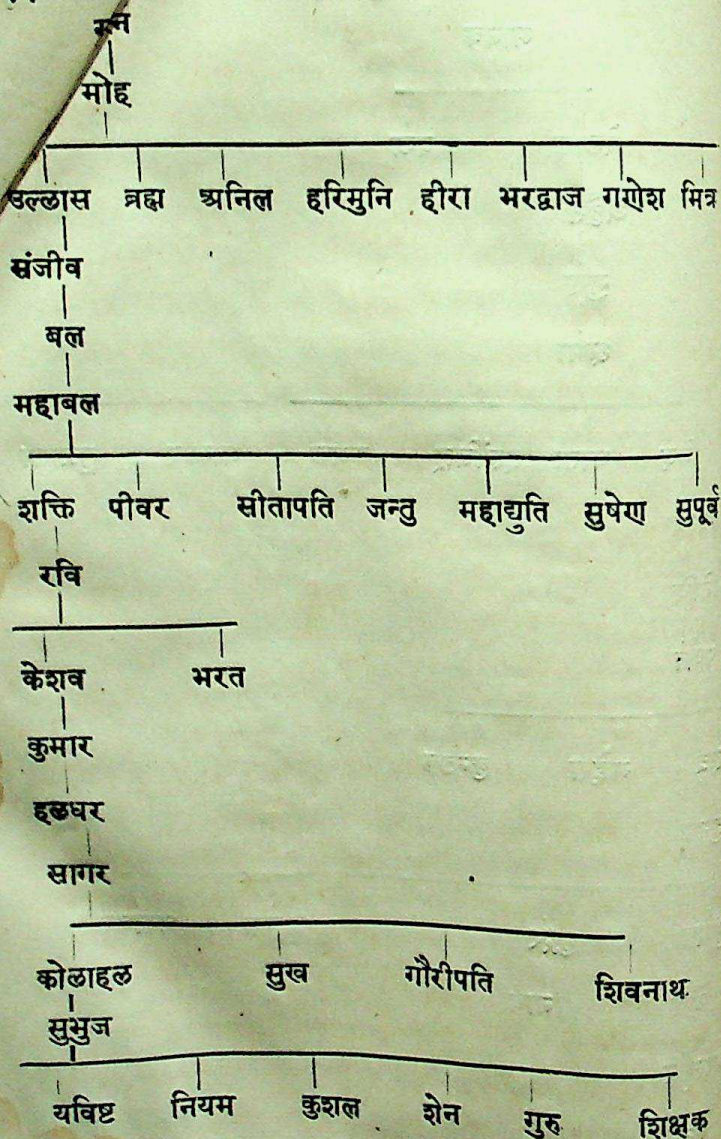 मोह
उल्लास ब्रह्म अनिल हरिमुनि हीरा भरद्वाज गणेश मित्र
संजीव
बल
महाबल
शक्ति पीवर सीतापति जन्तु महाद्युति सुषेण सुपूर्व
रवि
केशव भरत
कुमार
हलधर
सागर
कोलाहल सुख गौरीपति शिवनाथ
सुभुज
यविष्ट नियम कुशल शेन गुरु शिक्षक